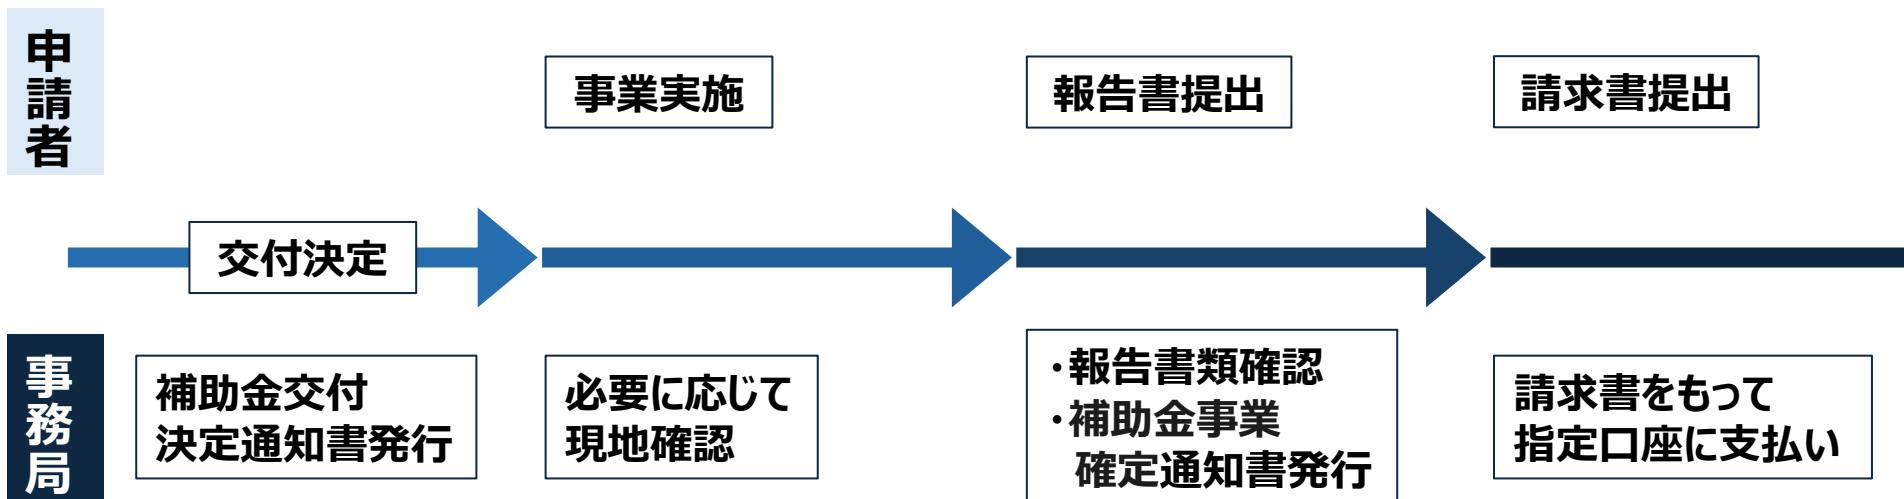 申請者
事業実施
報告書提出
請求書提出
交付決定
事務局
補助金交付
決定通知書発行
必要に応じて
現地確認
・報告書類確認
・補助金事業
確定通知書発行
請求書をもって
指定口座に支払い